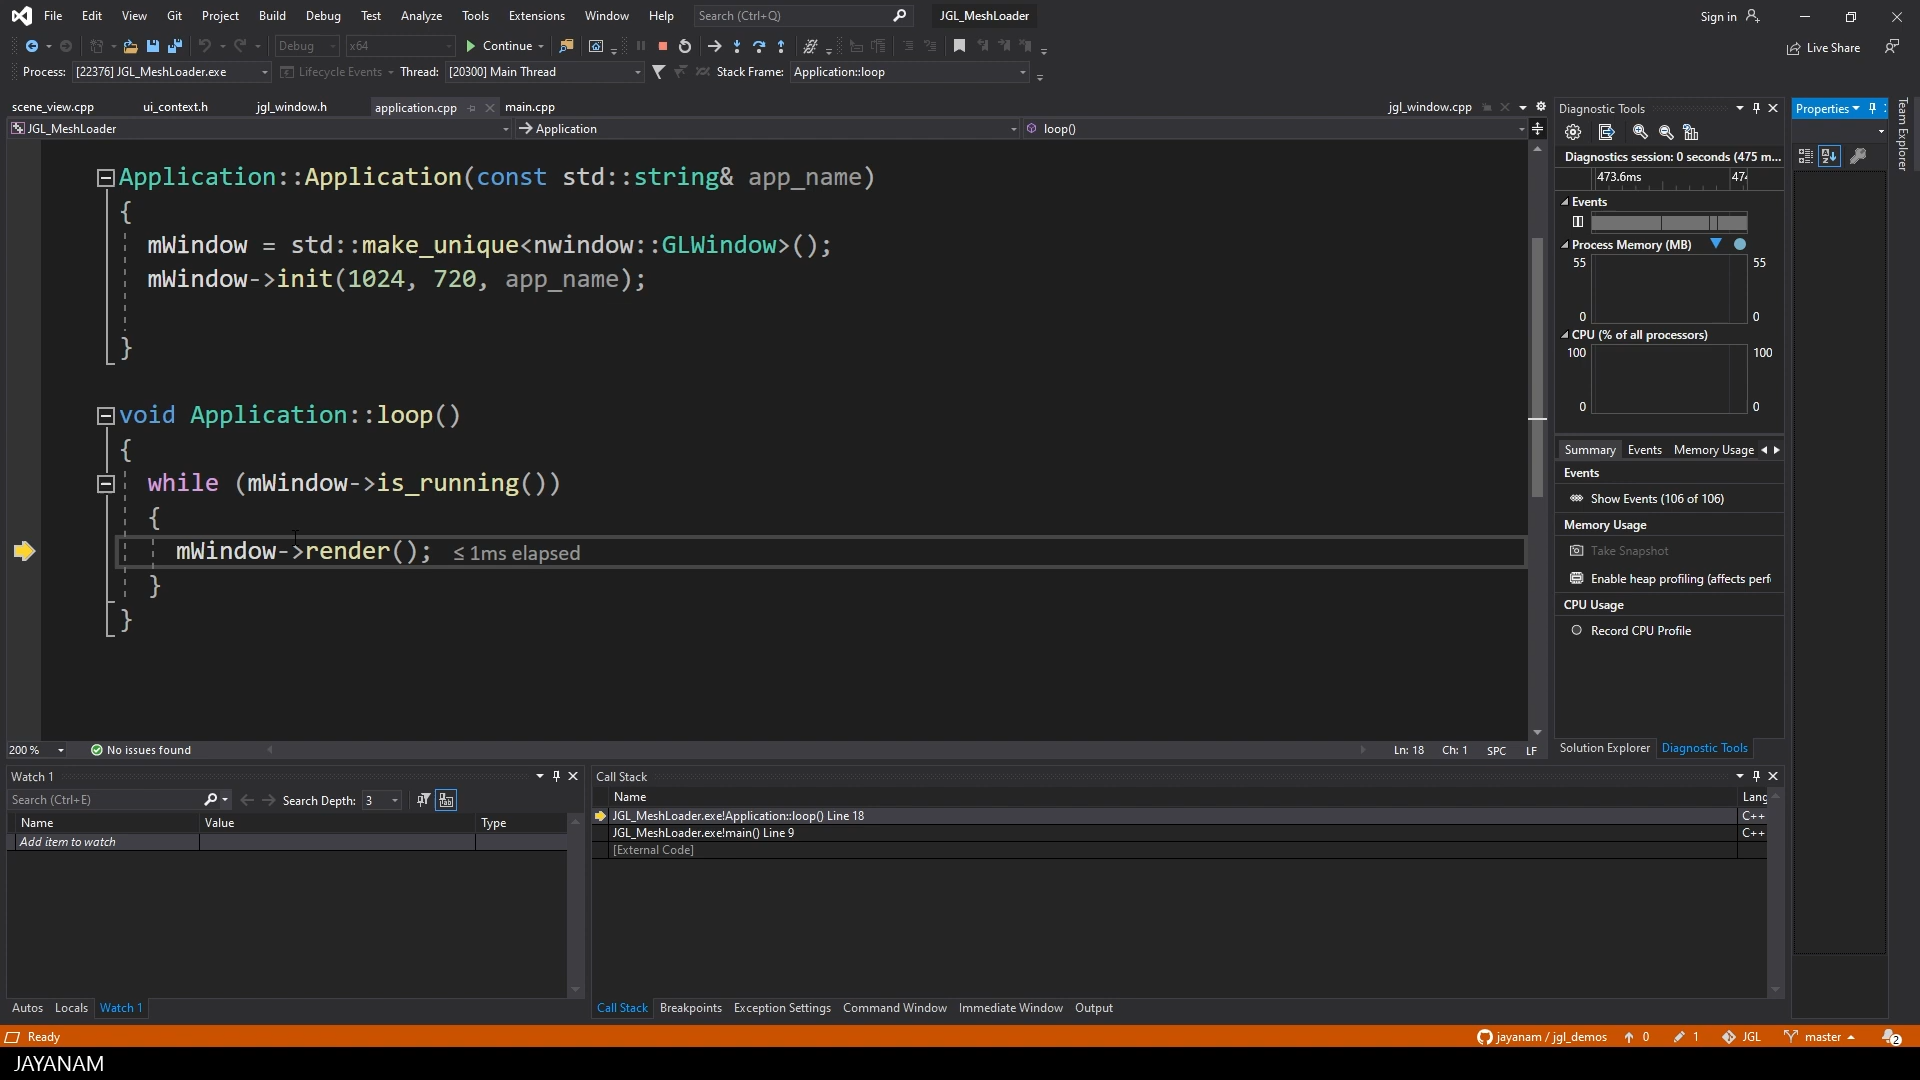 File Edit View Git Project Build Debug Test Analyze Tools Extensions Window Help Search (Ctrl+Q) JGL_MeshLoader Sign in
Debug x64 Continue Live Share
Process: [22376] JGL_MeshLoader.exe Lifecycle Events Thread: [20300] Main Thread Stack Frame: Application::loop
scene_view.cpp ui_context.h jgl_window.h application.cpp main.cpp jgl_window.cpp
JGL_MeshLoader Application loop()
Application::Application(const std::string& app_name)
{
mWindow = std::make_unique<nwindow::GLWindow>();
mWindow->init(1024, 720, app_name);
}
void Application::loop()
{
while (mWindow->is_running())
{
mWindow->render(); ≤ 1ms elapsed
}
}
200 % No issues found Ln: 18 Ch: 1 SPC LF
Diagnostic Tools
Diagnostics session: 0 seconds (475 m...
473.6ms 474
Events
Process Memory (MB)
55 55
0 0
CPU (% of all processors)
100 100
0 0
Summary Events Memory Usage
Events
Show Events (106 of 106)
Memory Usage
Take Snapshot
Enable heap profiling (affects perf
CPU Usage
Record CPU Profile
Solution Explorer Diagnostic Tools
Properties
Team Explorer
Watch 1
Search (Ctrl+E) Search Depth: 3
Name Value Type
Add item to watch
Autos Locals Watch 1
Call Stack
Name Lang
JGL_MeshLoader.exe!Application::loop() Line 18 C++
JGL_MeshLoader.exe!main() Line 9 C++
[External Code]
Call Stack Breakpoints Exception Settings Command Window Immediate Window Output
Ready jayanam / jgl_demos 0 1 JGL master 2
JAYANAM